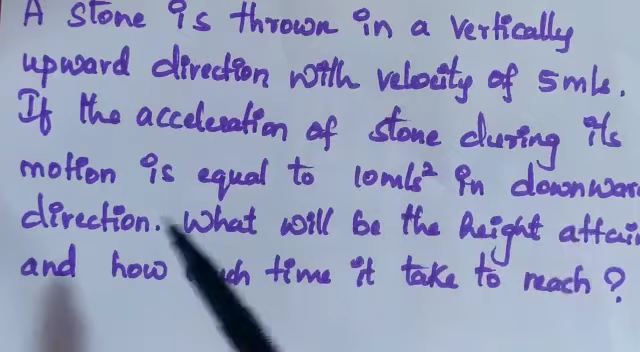 A stone is thrown in a vertically
upward direction with velocity of 5m/s.
If the acceleration of stone during its
motion is equal to 10m/s² in downward
direction. What will be the height attai
and how time it take to reach?